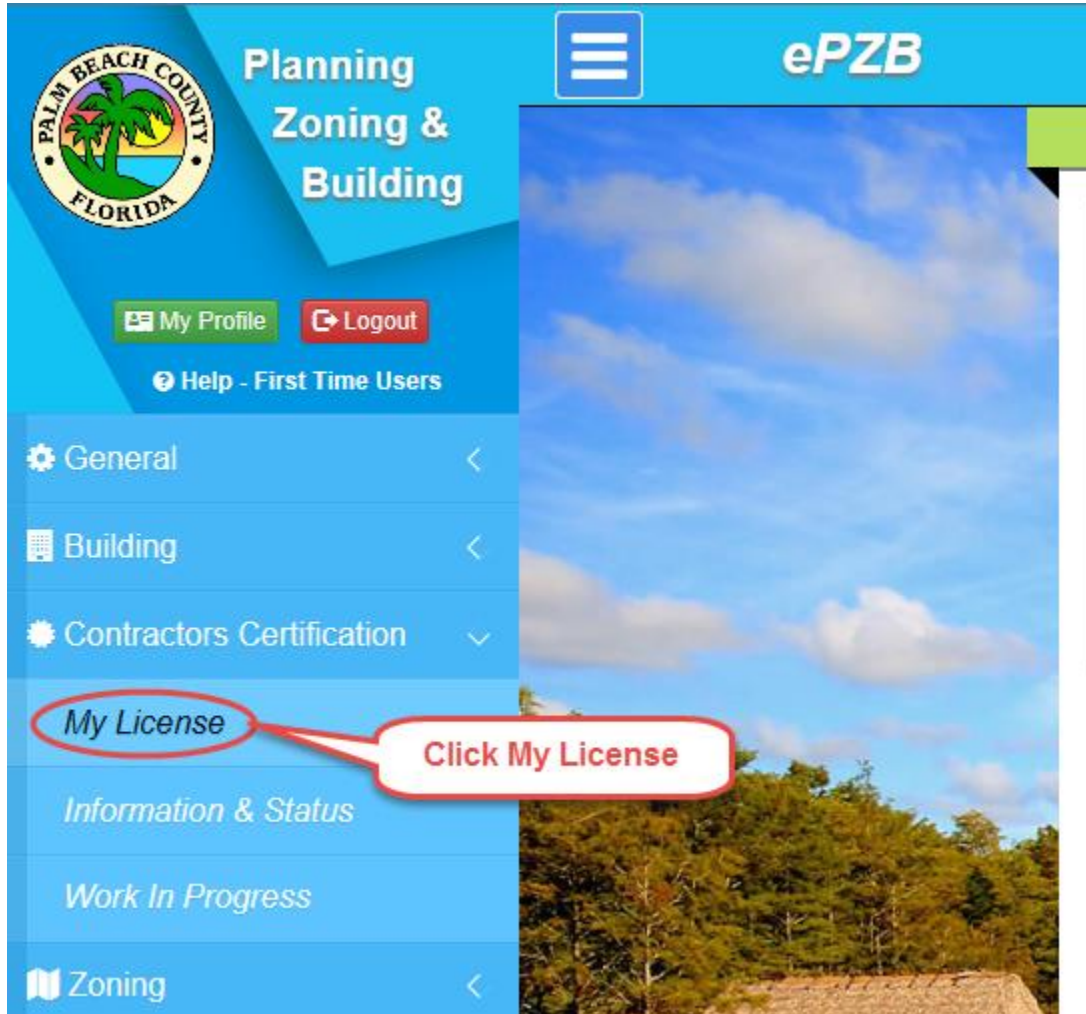 PALM BEACH COUNTY
FLORIDA
Planning
Zoning &
Building
ePZB
My Profile
Logout
Help - First Time Users
General
Building
Contractors Certification
My License
Click My License
Information & Status
Work In Progress
Zoning